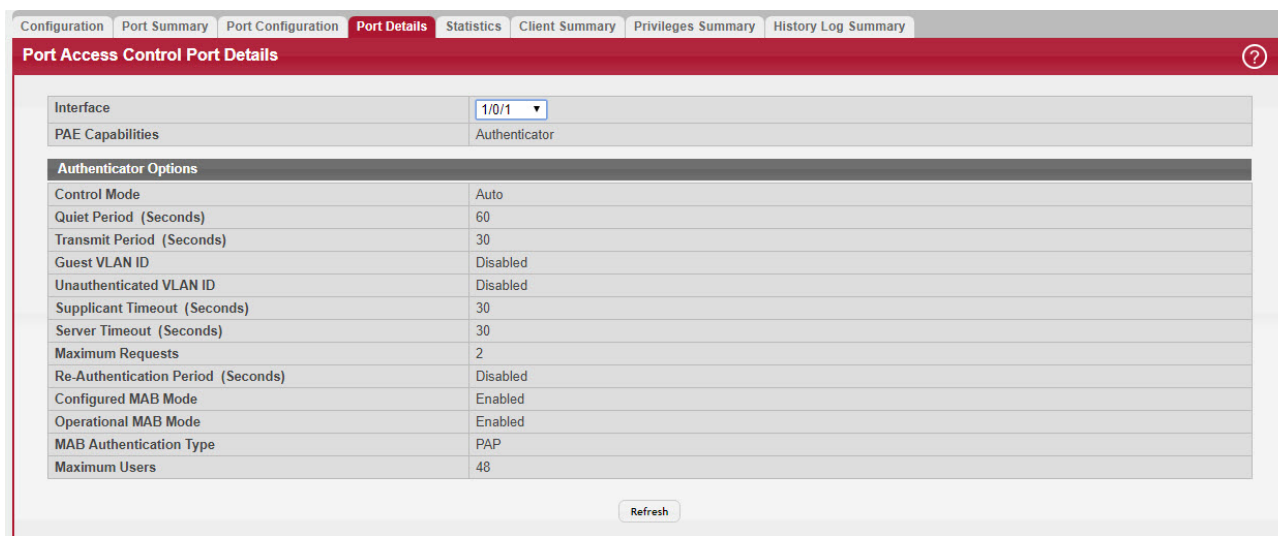 Configuration Port Summary Port Configuration Port Details Statistics Client Summary Privileges Summary History Log Summary
Port Access Control Port Details ?
Interface 1/0/1
PAE Capabilities Authenticator
Authenticator Options
Control Mode Auto
Quiet Period (Seconds) 60
Transmit Period (Seconds) 30
Guest VLAN ID Disabled
Unauthenticated VLAN ID Disabled
Supplicant Timeout (Seconds) 30
Server Timeout (Seconds) 30
Maximum Requests 2
Re-Authentication Period (Seconds) Disabled
Configured MAB Mode Enabled
Operational MAB Mode Enabled
MAB Authentication Type PAP
Maximum Users 48
Refresh